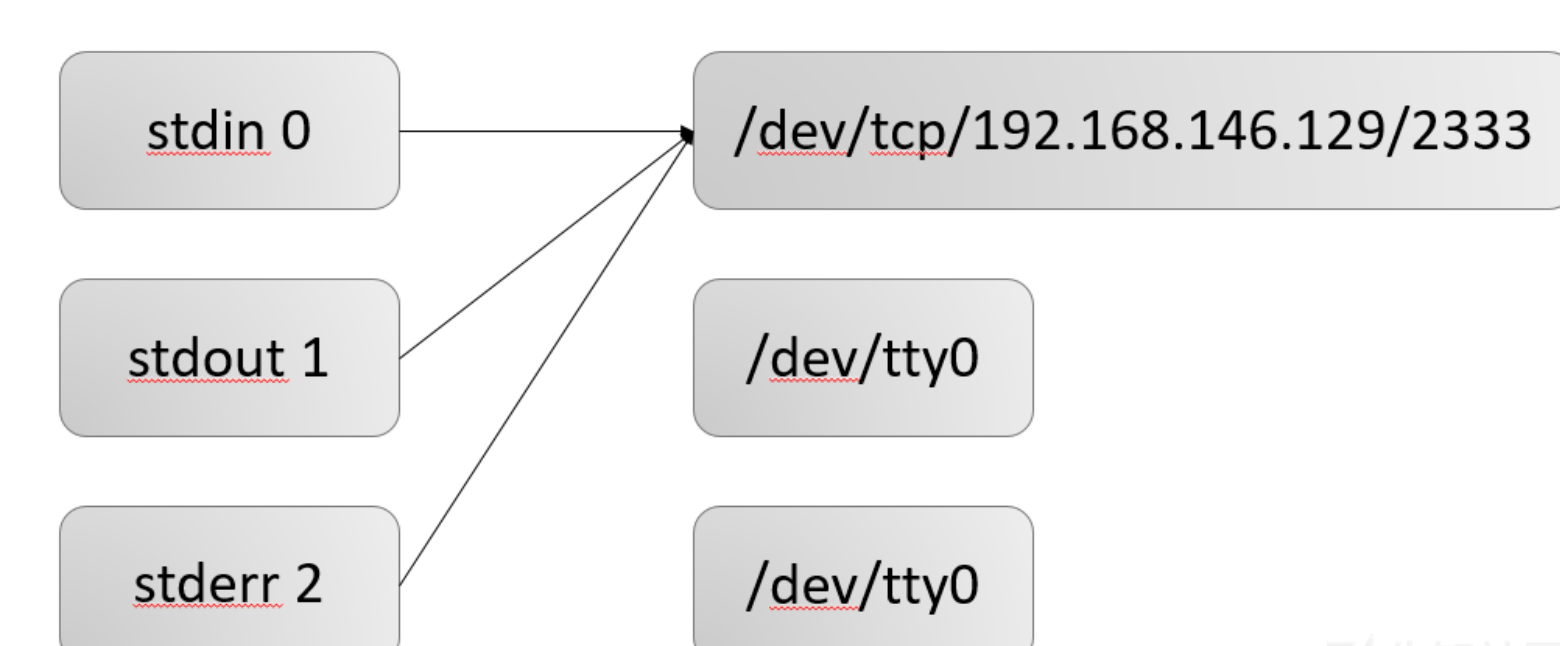 stdin 0
/dev/tcp/192.168.146.129/2333
stdout 1
/dev/tty0
stderr 2
/dev/tty0